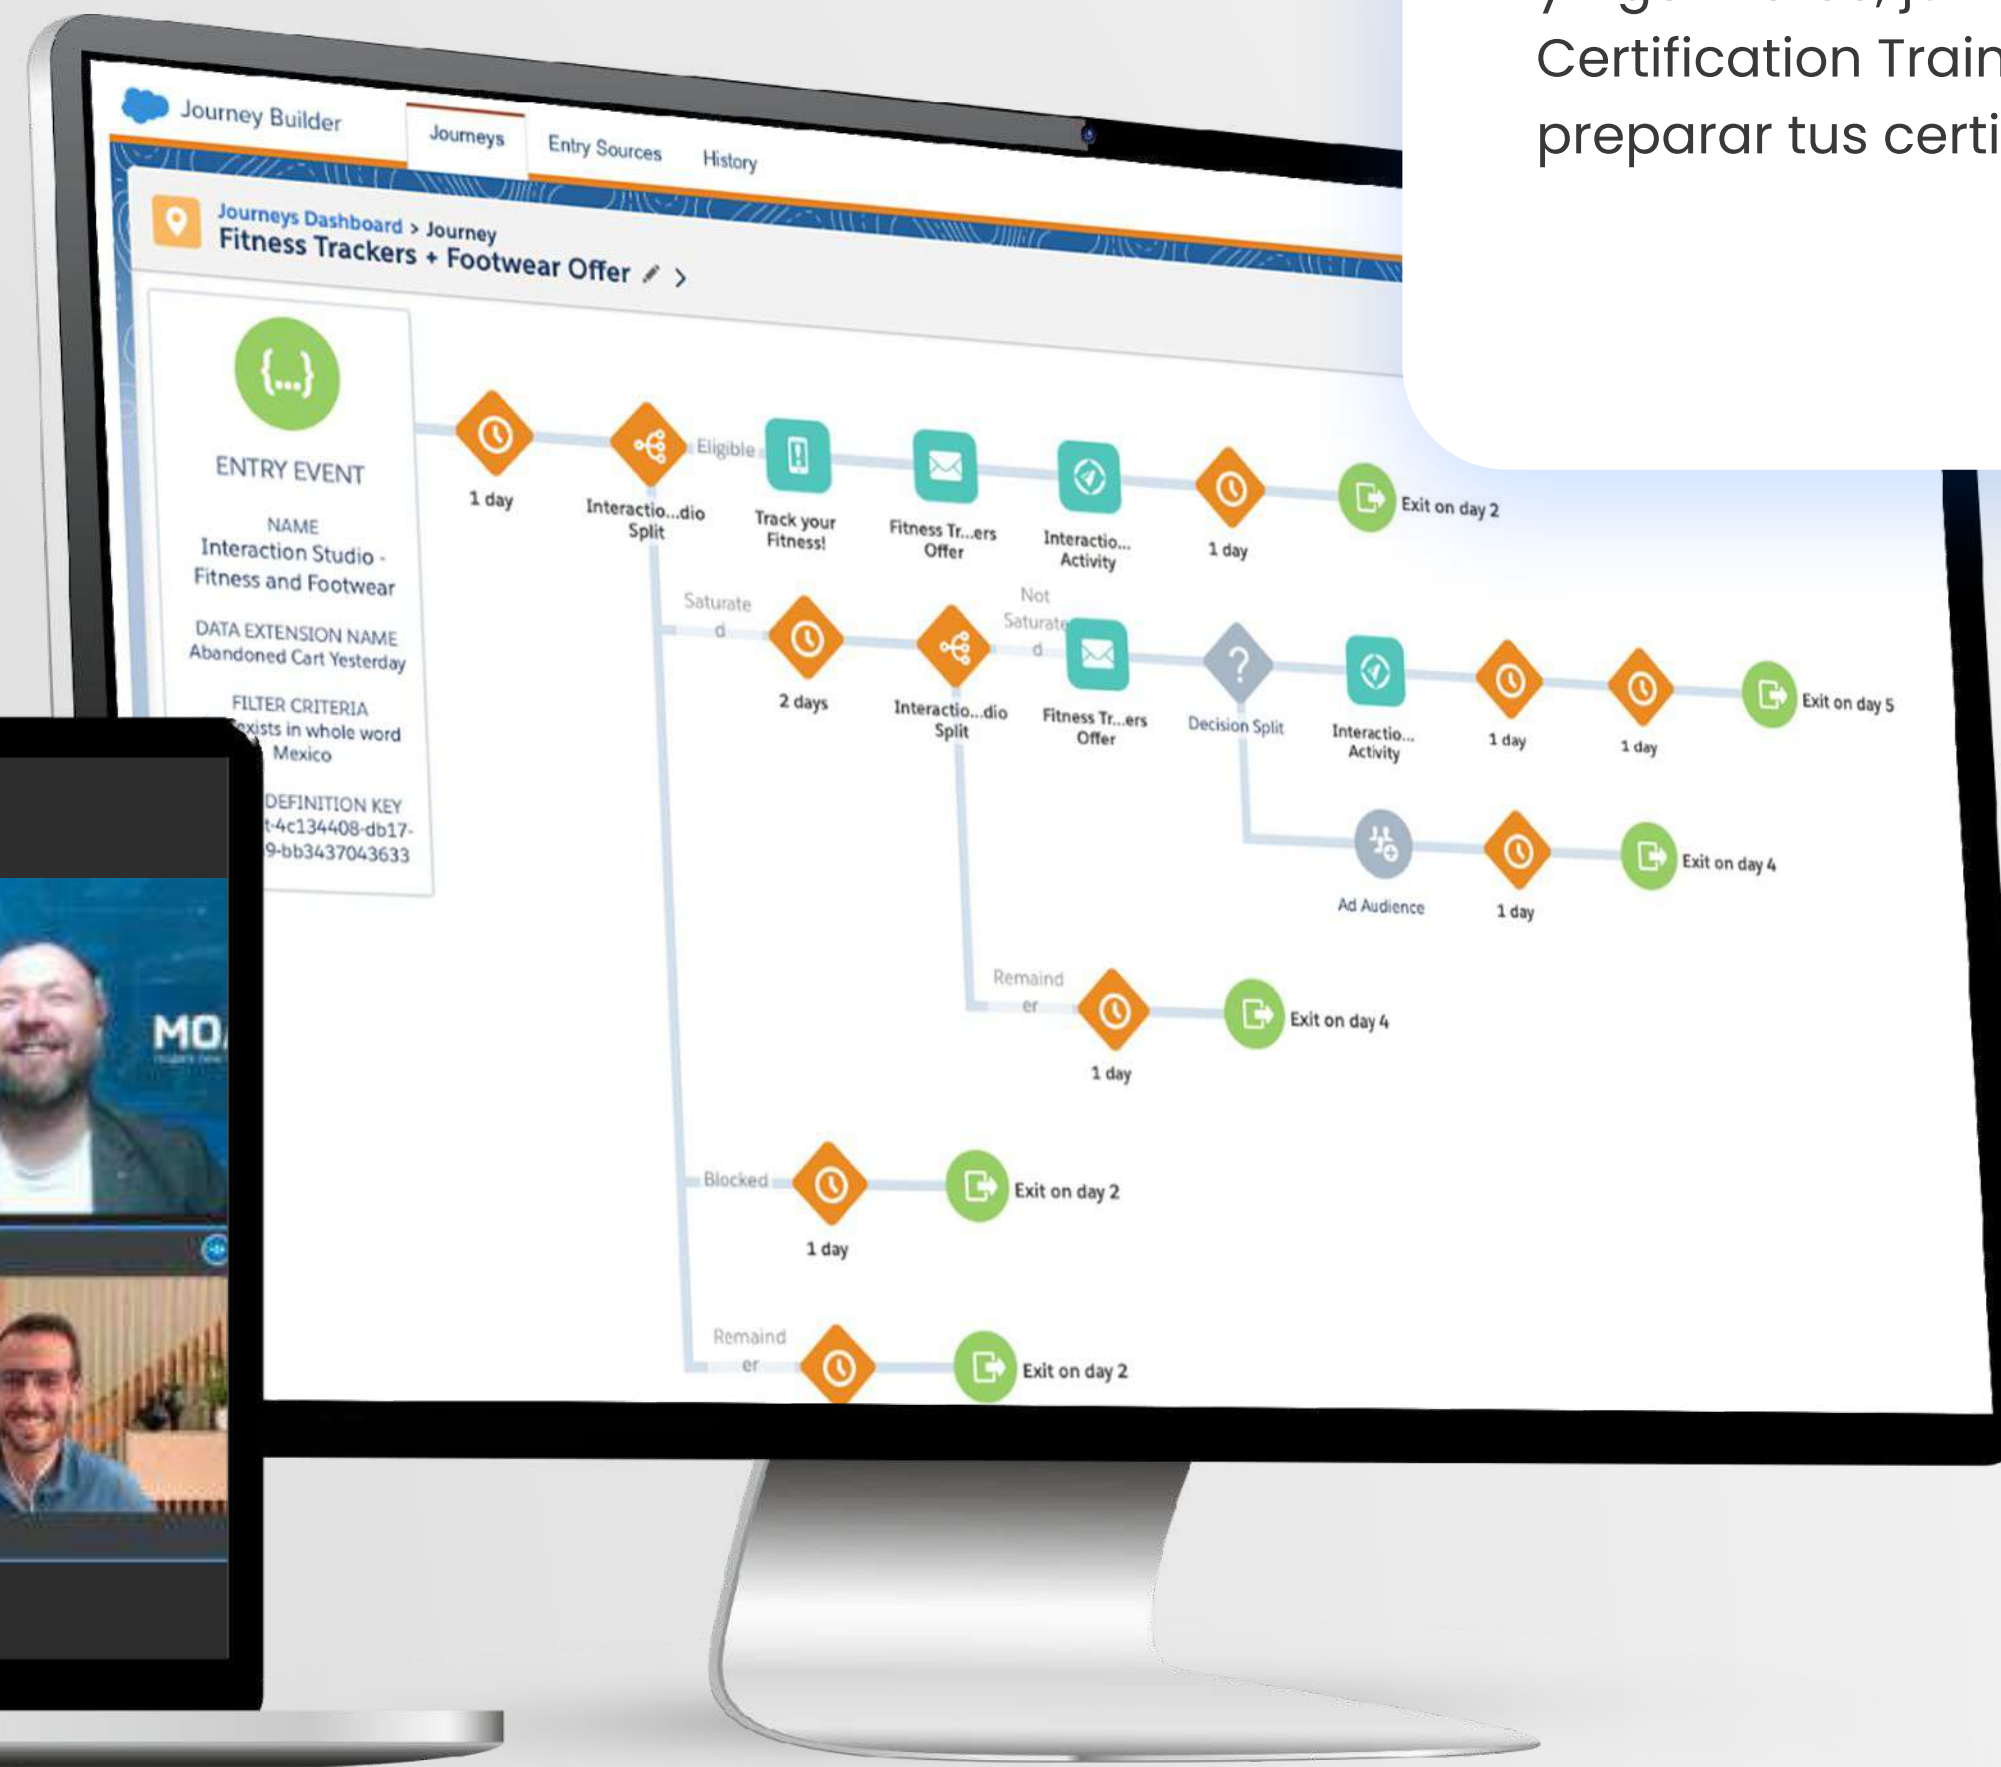 Certification Train
preparar tus certi
Journey Builder
Journeys
Entry Sources
History
Journeys Dashboard > Journey
Fitness Trackers + Footwear Offer
{...}
ENTRY EVENT
NAME
Interaction Studio -
Fitness and Footwear
DATA EXTENSION NAME
Abandoned Cart Yesterday
FILTER CRITERIA
exists in whole word
Mexico
DEFINITION KEY
t-4c134408-db17-
9-bb3437043633
1 day
Interactio...dio
Split
Eligible
Track your
Fitness!
Fitness Tr...ers
Offer
Interactio...
Activity
1 day
Exit on day 2
Saturate
d
2 days
Interactio...dio
Split
Not
Saturate
d
Fitness Tr...ers
Offer
?
Decision Split
Interactio...
Activity
1 day
1 day
Exit on day 5
Ad Audience
1 day
Exit on day 4
Remaind
er
1 day
Exit on day 4
Blocked
1 day
Exit on day 2
Remaind
er
Exit on day 2
MO